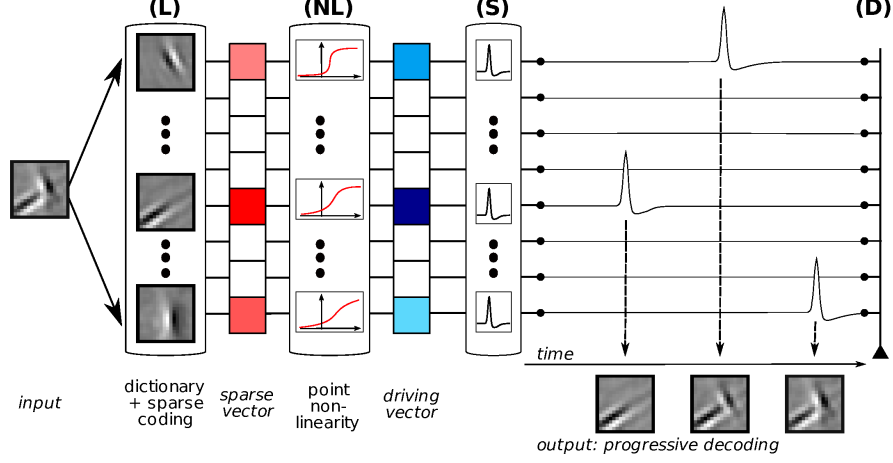 (L) (NL) (S) (D)
time
input
dictionary
+ sparse
coding
sparse
vector
point
non-
linearity
driving
vector
output: progressive decoding